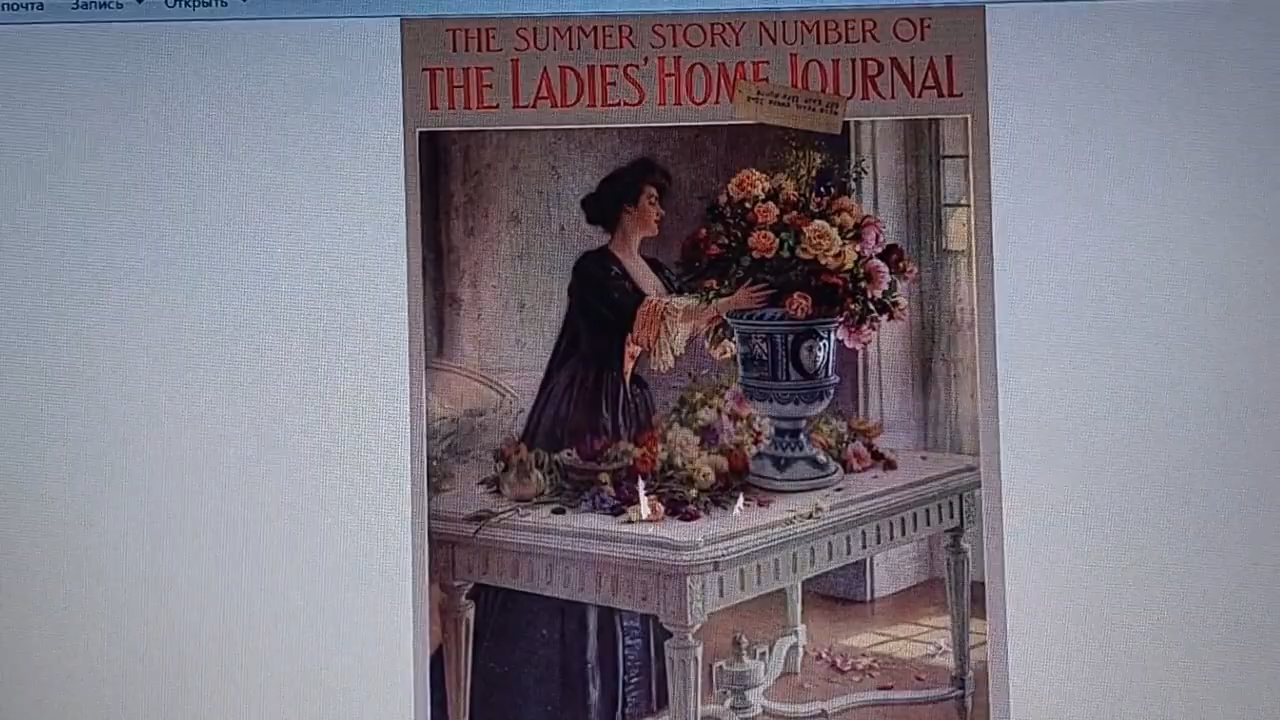 почта Запись Открыть
THE SUMMER STORY NUMBER OF
THE LADIES' HOME JOURNAL